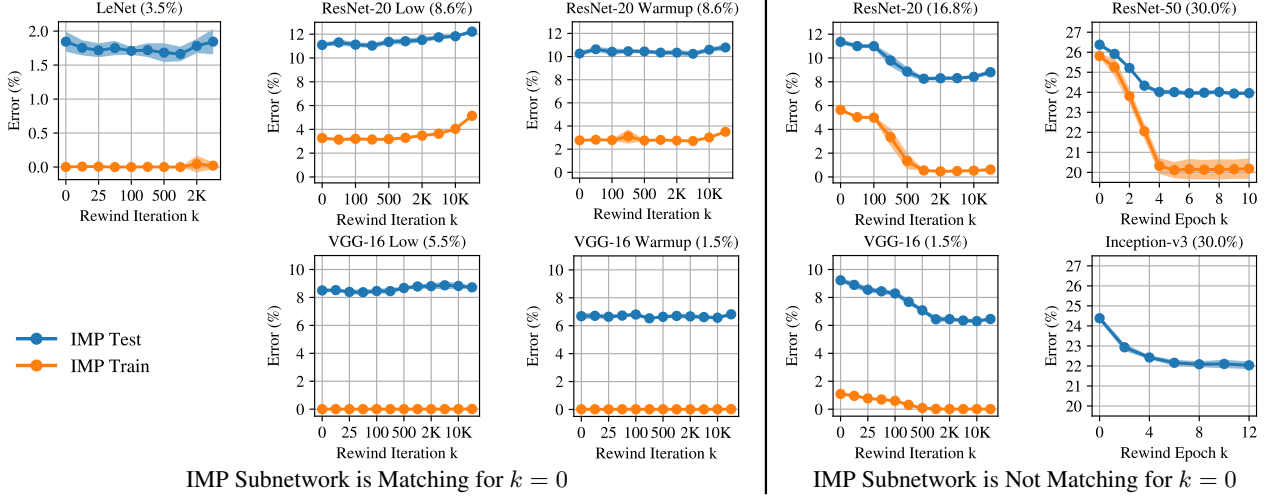 LeNet (3.5%)
Error (%)
2.0
1.5
1.0
0.5
0.0
0 25 100 500 2K
Rewind Iteration k
ResNet-20 Low (8.6%)
Error (%)
12
10
8
6
4
2
0
0 100 500 2K 10K
Rewind Iteration k
ResNet-20 Warmup (8.6%)
Error (%)
12
10
8
6
4
2
0
0 100 500 2K 10K
Rewind Iteration k
ResNet-20 (16.8%)
Error (%)
12
10
8
6
4
2
0
0 100 500 2K 10K
Rewind Iteration k
ResNet-50 (30.0%)
Error (%)
27
26
25
24
23
22
21
20
0 2 4 6 8 10
Rewind Epoch k
IMP Test
IMP Train
VGG-16 Low (5.5%)
Error (%)
10
8
6
4
2
0
0 25 100 500 2K 10K
Rewind Iteration k
VGG-16 Warmup (1.5%)
Error (%)
10
8
6
4
2
0
0 25 100 500 2K 10K
Rewind Iteration k
VGG-16 (1.5%)
Error (%)
10
8
6
4
2
0
0 25 100 500 2K 10K
Rewind Iteration k
Inception-v3 (30.0%)
Error (%)
27
26
25
24
23
22
21
20
0 4 8 12
Rewind Epoch k
IMP Subnetwork is Matching for k = 0
IMP Subnetwork is Not Matching for k = 0